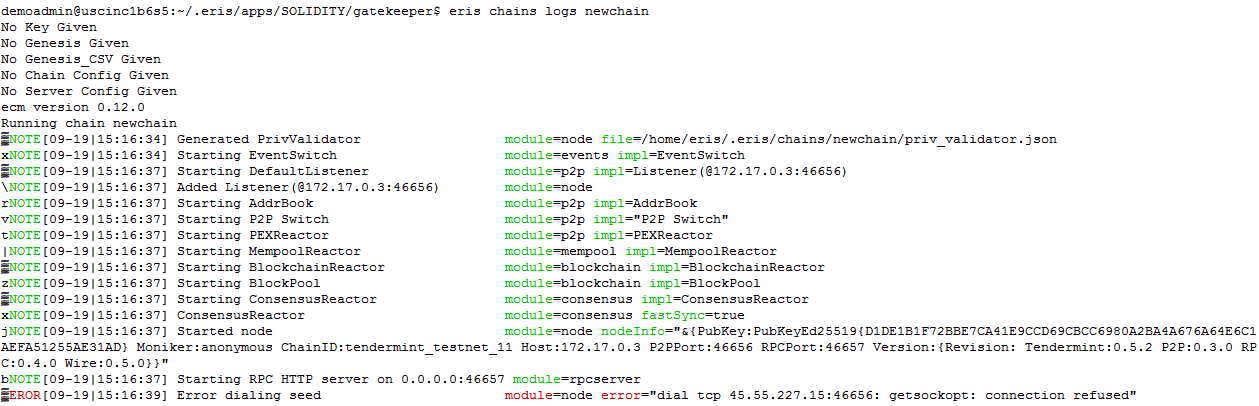 demoadmin@uscinc1b6s5:~/.eris/apps/SOLIDITY/gatekeeper$ eris chains logs newchain
No Key Given
No Genesis Given
No Genesis_CSV Given
No Chain Config Given
No Server Config Given
ecm version 0.12.0
Running chain newchain
NOTE[09-19|15:16:34] Generated PrivValidator module=node file=/home/eris/.eris/chains/newchain/priv_validator.json
xNOTE[09-19|15:16:34] Starting EventSwitch module=events impl=EventSwitch
NOTE[09-19|15:16:37] Starting DefaultListener module=p2p impl=Listener(@172.17.0.3:46656)
\NOTE[09-19|15:16:37] Added Listener(@172.17.0.3:46656) module=node
rNOTE[09-19|15:16:37] Starting AddrBook module=p2p impl=AddrBook
vNOTE[09-19|15:16:37] Starting P2P Switch module=p2p impl="P2P Switch"
tNOTE[09-19|15:16:37] Starting PEXReactor module=p2p impl=PEXReactor
|NOTE[09-19|15:16:37] Starting MempoolReactor module=mempool impl=MempoolReactor
NOTE[09-19|15:16:37] Starting BlockchainReactor module=blockchain impl=BlockchainReactor
zNOTE[09-19|15:16:37] Starting BlockPool module=blockchain impl=BlockPool
NOTE[09-19|15:16:37] Starting ConsensusReactor module=consensus impl=ConsensusReactor
xNOTE[09-19|15:16:37] ConsensusReactor module=consensus fastSync=true
jNOTE[09-19|15:16:37] Started node module=node nodeInfo="&{PubKey:PubKeyEd25519{D1DE1B1F72BBE7CA41E9CCD69CBCC6980A2BA4A676A64E6C1
AEFA51255AE31AD} Moniker:anonymous ChainID:tendermint_testnet_11 Host:172.17.0.3 P2PPort:46656 RPCPort:46657 Version:{Revision: Tendermint:0.5.2 P2P:0.3.0 RP
C:0.4.0 Wire:0.5.0}}"
bNOTE[09-19|15:16:37] Starting RPC HTTP server on 0.0.0.0:46657 module=rpcserver
EROR[09-19|15:16:39] Error dialing seed module=node error="dial tcp 45.55.227.15:46656: getsockopt: connection refused"